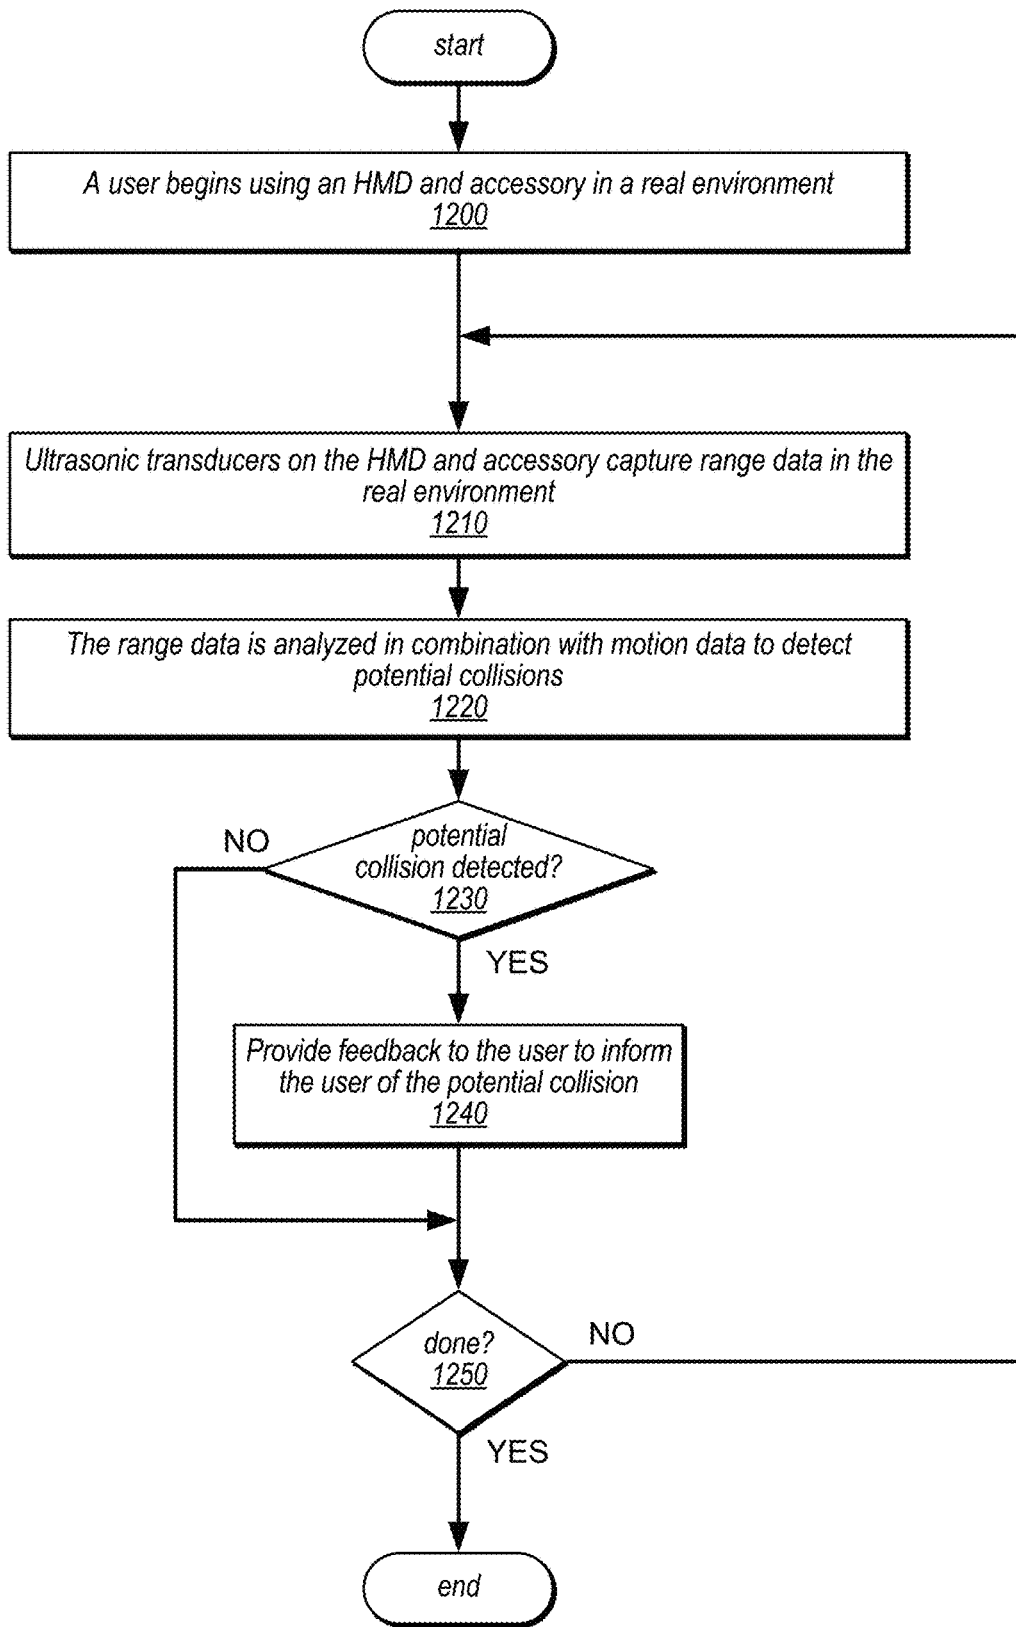 start
A user begins using an HMD and accessory in a real environment
1200
Ultrasonic transducers on the HMD and accessory capture range data in the
real environment
1210
The range data is analyzed in combination with motion data to detect
potential collisions
1220
NO
potential
collision detected?
1230
YES
Provide feedback to the user to inform
the user of the potential collision
1240
done?
1250
NO
YES
end